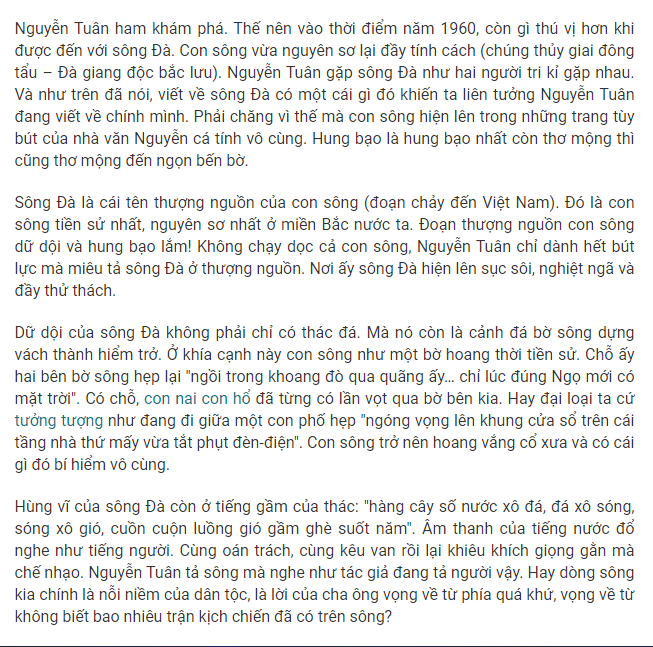 Nguyễn Tuân ham khám phá. Thế nên vào thời điểm năm 1960, còn gì thú vị hơn khi
được đến với sông Đà. Con sông vừa nguyên sơ lại đầy tính cách (chúng thủy giai đông
tẩu – Đà giang độc bắc lưu). Nguyễn Tuân gặp sông Đà như hai người tri kỉ gặp nhau.
Và như trên đã nói, viết về sông Đà có một cái gì đó khiến ta liên tưởng Nguyễn Tuân
đang viết về chính mình. Phải chăng vì thế mà con sông hiện lên trong những trang tùy
bút của nhà văn Nguyễn cá tính vô cùng. Hung bạo là hung bạo nhất còn thơ mộng thì
cũng thơ mộng đến ngọn bến bờ.
Sông Đà là cái tên thượng nguồn của con sông (đoạn chảy đến Việt Nam). Đó là con
sông tiền sử nhất, nguyên sơ nhất ở miền Bắc nước ta. Đoạn thượng nguồn con sông
dữ dội và hung bạo lắm! Không chạy dọc cả con sông, Nguyễn Tuân chỉ dành hết bút
lực mà miêu tả sông Đà ở thượng nguồn. Nơi ấy sông Đà hiện lên sục sôi, nghiệt ngã và
đầy thử thách.
Dữ dội của sông Đà không phải chỉ có thác đá. Mà nó còn là cảnh đá bờ sông dựng
vách thành hiểm trở. Ở khía cạnh này con sông như một bờ hoang thời tiền sử. Chỗ ấy
hai bên bờ sông hẹp lại "ngồi trong khoang đò qua quãng ấy... chỉ lúc đúng Ngọ mới có
mặt trời". Có chỗ, con nai con hổ đã từng có lần vọt qua bờ bên kia. Hay đại loại ta cứ
tưởng tượng như đang đi giữa một con phố hẹp "ngóng vọng lên khung cửa sổ trên cái
tầng nhà thứ mấy vừa tắt phụt đèn-điện". Con sông trở nên hoang vắng cổ xưa và có cái
gì đó bí hiểm vô cùng.
Hùng vĩ của sông Đà còn ở tiếng gầm của thác: "hàng cây số nước xô đá, đá xô sóng,
sóng xô gió, cuồn cuộn luồng gió gầm ghè suốt năm". Âm thanh của tiếng nước đổ
nghe như tiếng người. Cùng oán trách, cùng kêu van rồi lại khiêu khích giọng gằn mà
chế nhạo. Nguyễn Tuân tả sông mà nghe như tác giả đang tả người vậy. Hay dòng sông
kia chính là nỗi niềm của dân tộc, là lời của cha ông vọng về từ phía quá khứ, vọng về từ
không biết bao nhiêu trận kịch chiến đã có trên sông?